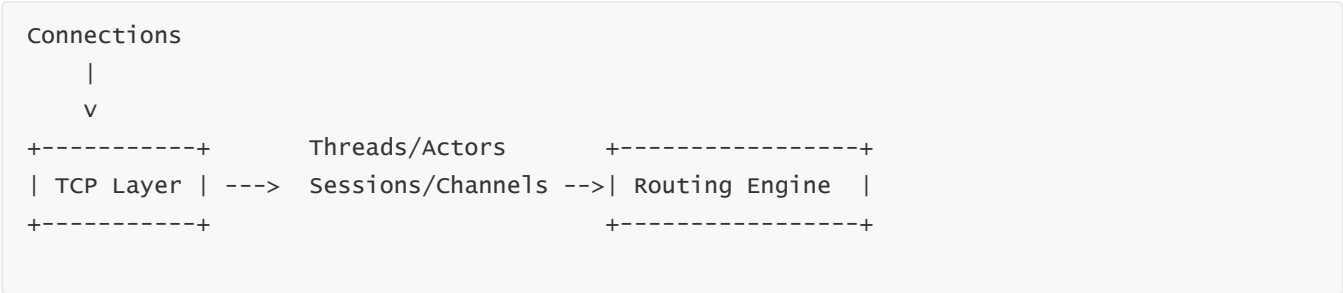 Connections
    |
    v
+-----------+       Threads/Actors       +-----------------+
| TCP Layer | --->  Sessions/Channels -->| Routing Engine  |
+-----------+                            +-----------------+